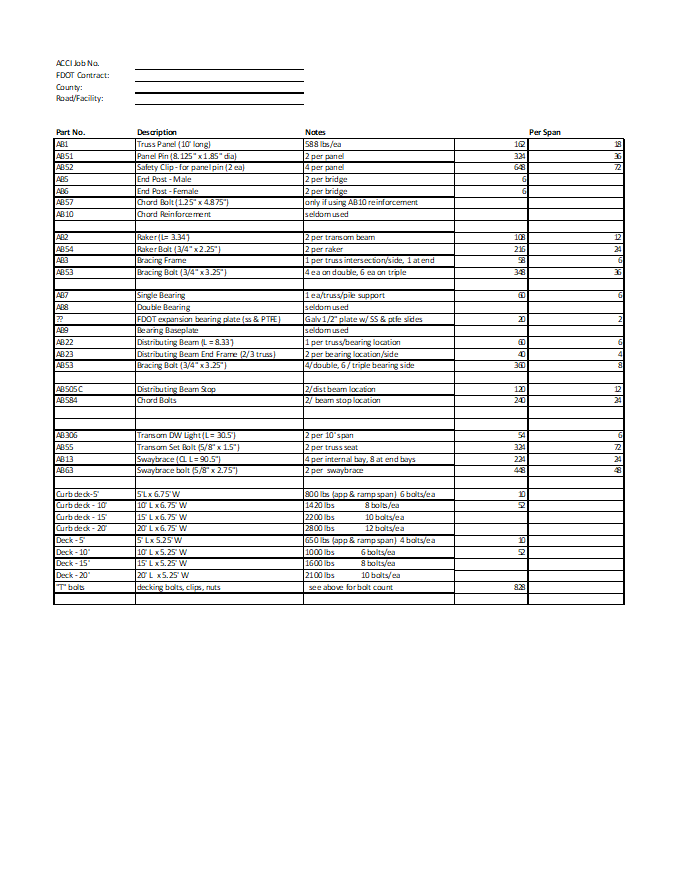 ACCI Job No.
FDOT Contract:
County:
Road/Facility:
Part No. Description Notes Per Span
AB1 Truss Panel (10' long) 588 lbs/ea 162 18
AB51 Panel Pin (8.125" x 1.85" dia) 2 per panel 324 36
AB52 Safety Clip - for panel pin (2 ea) 4 per panel 648 72
AB5 End Post - Male 2 per bridge 6
AB6 End Post - Female 2 per bridge 6
AB57 Chord Bolt (1.25" x 4.875") only if using AB10 reinforcement
AB10 Chord Reinforcement seldom used
AB2 Raker (L= 3.34') 2 per transom beam 108 12
AB54 Raker Bolt (3/4" x 2.25") 2 per raker 216 24
AB3 Bracing Frame 1 per truss intersection/side, 1 at end 58 6
AB53 Bracing Bolt (3/4" x 3.25") 4 ea on double, 6 ea on triple 348 36
AB7 Single Bearing 1 ea/truss/pile support 60 6
AB8 Double Bearing seldom used
?? FDOT expansion bearing plate (ss & PTFE) Galv 1/2" plate w/ SS & ptfe slides 20 2
AB9 Bearing Baseplate seldom used
AB22 Distributing Beam (L = 8.33') 1 per truss/bearing location 60 6
AB23 Distributing Beam End Frame (2/3 truss) 2 per bearing location/side 40 4
AB53 Bracing Bolt (3/4" x 3.25") 4/double, 6 / triple bearing side 360 8
AB505C Distributing Beam Stop 2/dist beam location 120 12
AB584 Chord Bolts 2/ beam stop location 240 24
AB306 Transom DW Light (L = 30.5') 2 per 10' span 54 6
AB55 Transom Set Bolt (5/8" x 1.5") 2 per truss seat 324 72
AB13 Swaybrace (CL L = 90.5") 4 per internal bay, 8 at end bays 224 24
AB63 Swaybrace bolt (5/8" x 2.75") 2 per swaybrace 448 48
Curb deck-5' 5'L x 6.75' W 800 lbs (app & ramp span) 6 bolts/ea 10
Curb deck - 10' 10' L x 6.75' W 1420 lbs 8 bolts/ea 52
Curb deck - 15' 15' L x 6.75' W 2200 lbs 10 bolts/ea
Curb deck - 20' 20' L x 6.75' W 2800 lbs 12 bolts/ea
Deck - 5' 5' L x 5.25' W 650 lbs (app & ramp span) 4 bolts/ea 10
Deck - 10' 10' L x 5.25' W 1000 lbs 6 bolts/ea 52
Deck - 15' 15' L x 5.25' W 1600 lbs 8 bolts/ea
Deck - 20' 20' L x 5.25' W 2100 lbs 10 bolts/ea
"T" bolts decking bolts, clips, nuts see above for bolt count 828